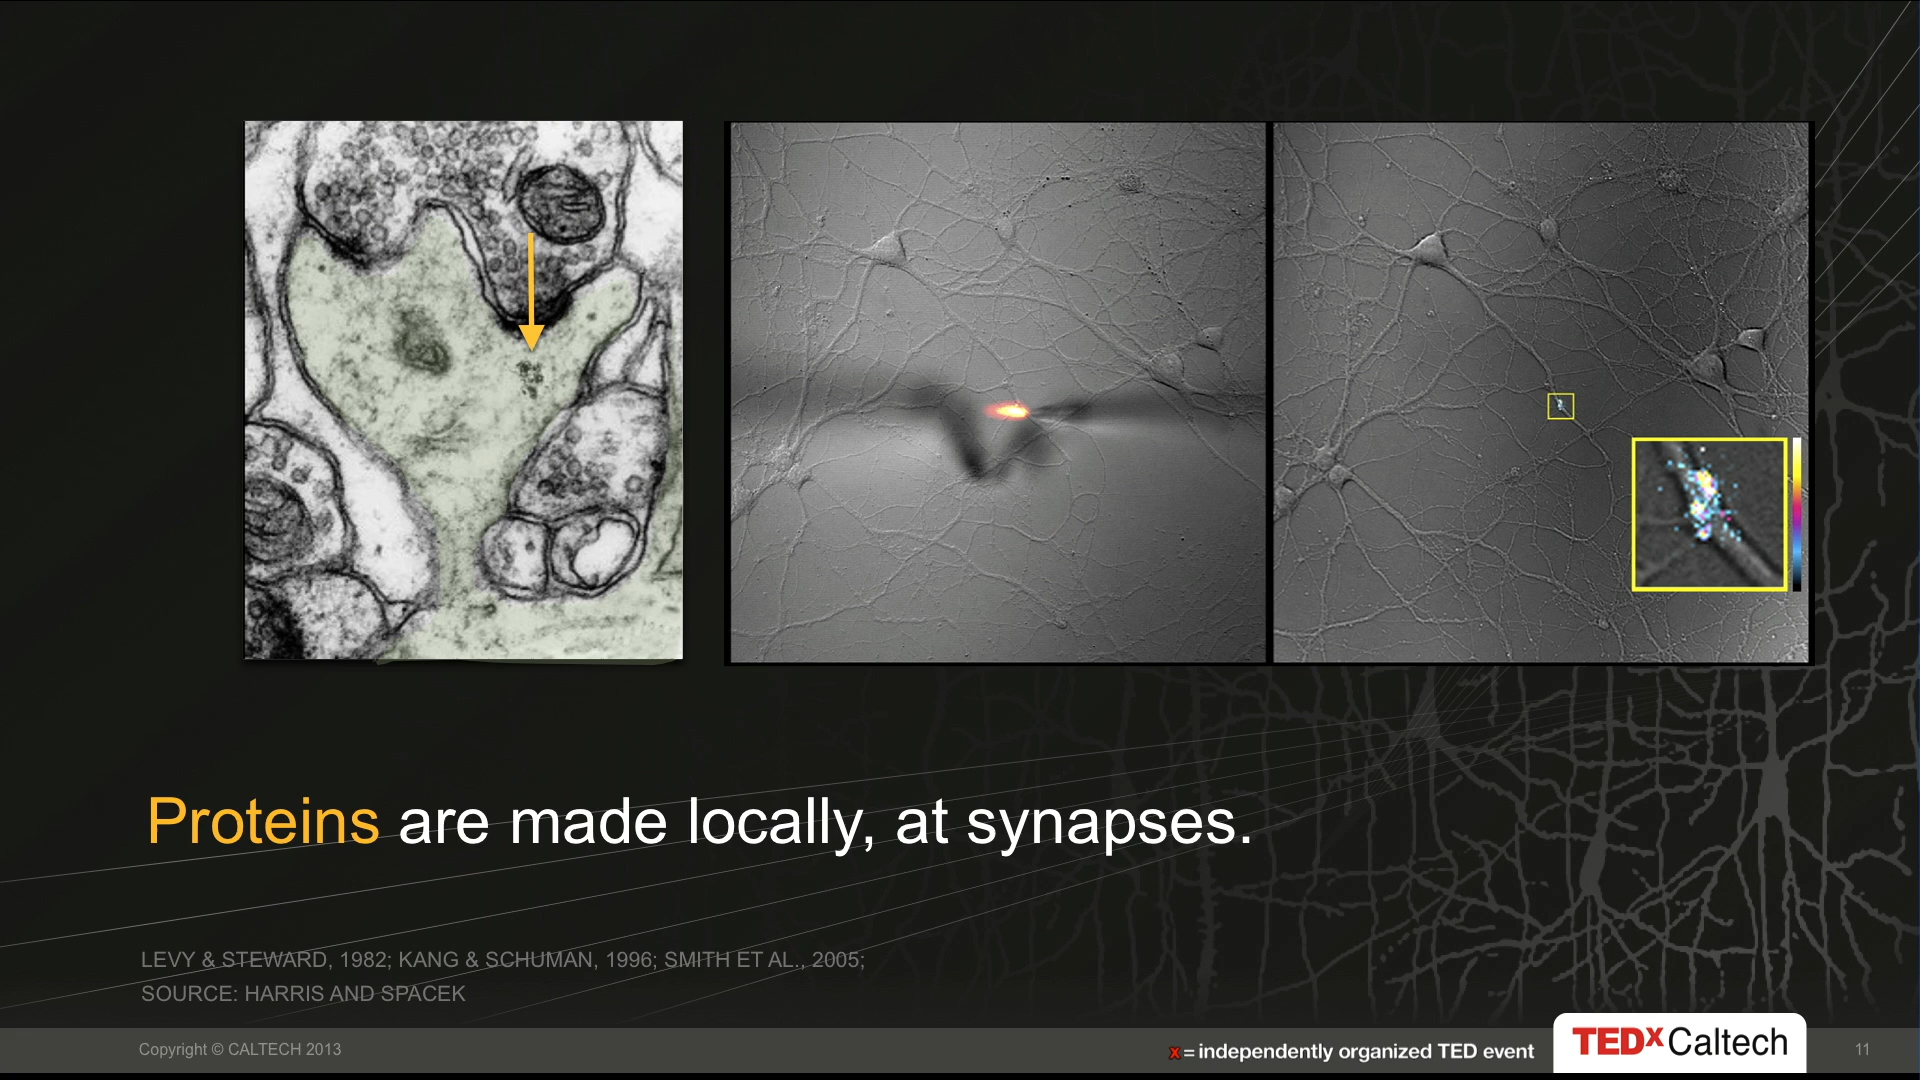 Proteins are made locally, at synapses.
LEVY & STEWARD, 1982; KANG & SCHUMAN, 1996; SMITH ET AL., 2005;
SOURCE: HARRIS AND SPACEK
Copyright © CALTECH 2013
x = independently organized TED event
TEDxCaltech
11